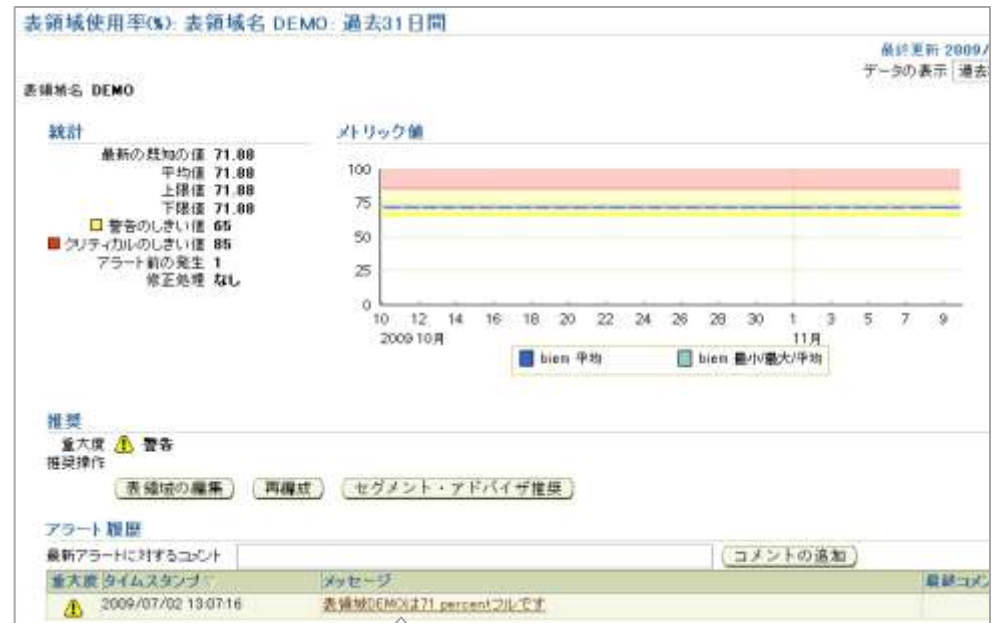 表領域使用率(%): 表領域名 DEMO: 過去31日間
最終更新 2009/
データの表示 過去
表領域名 DEMO
統計
最新の既知の値 71.88
平均値 71.88
上限値 71.88
下限値 71.88
警告のしきい値 65
クリティカルのしきい値 85
アラート前の発生 1
修正処理 なし
メトリック値
100
75
50
25
0
10 12 14 16 18 20 22 24 26 28 30 1 3 5 7 9
2009 10月 11月
bien 平均 bien 最小/最大/平均
推奨
重大度 警告
推奨操作
表領域の編集 再編成 セグメント・アドバイザ推奨
アラート履歴
最新アラートに対するコメント コメントの追加
重大度 タイムスタンプ メッセージ 最終コメ
2009/07/02 13:07:16 表領域DEMOは71 percentフルです